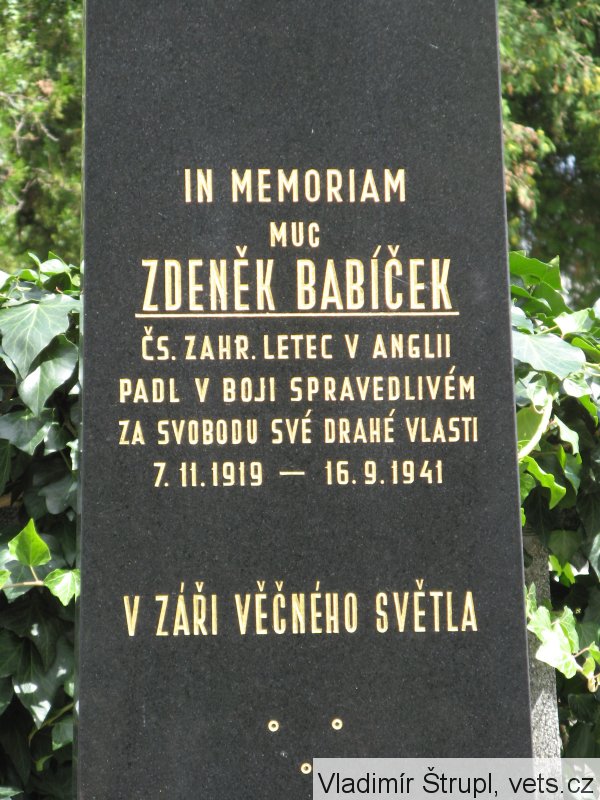 IN MEMORIAM
MUC
ZDENĚK BABÍČEK
ČS. ZAHR. LETEC V ANGLII
PADL V BOJI SPRAVEDLIVÉM
ZA SVOBODU SVÉ DRAHÉ VLASTI
7. 11. 1919 — 16. 9. 1941
V ZÁŘI VĚČNÉHO SVĚTLA
Vladimír Štrupl, vets.cz